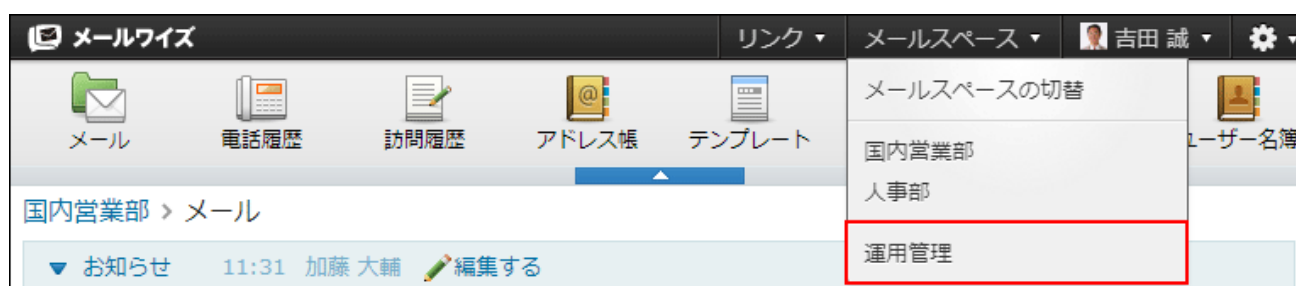 メールワイズ リンク ▼ メールスペース ▼ 吉田 誠 ▼
メール 電話履歴 訪問履歴 アドレス帳 テンプレート ユーザー名簿
メールスペースの切替
国内営業部
人事部
運用管理
国内営業部 > メール
▼ お知らせ 11:31 加藤 大輔 編集する